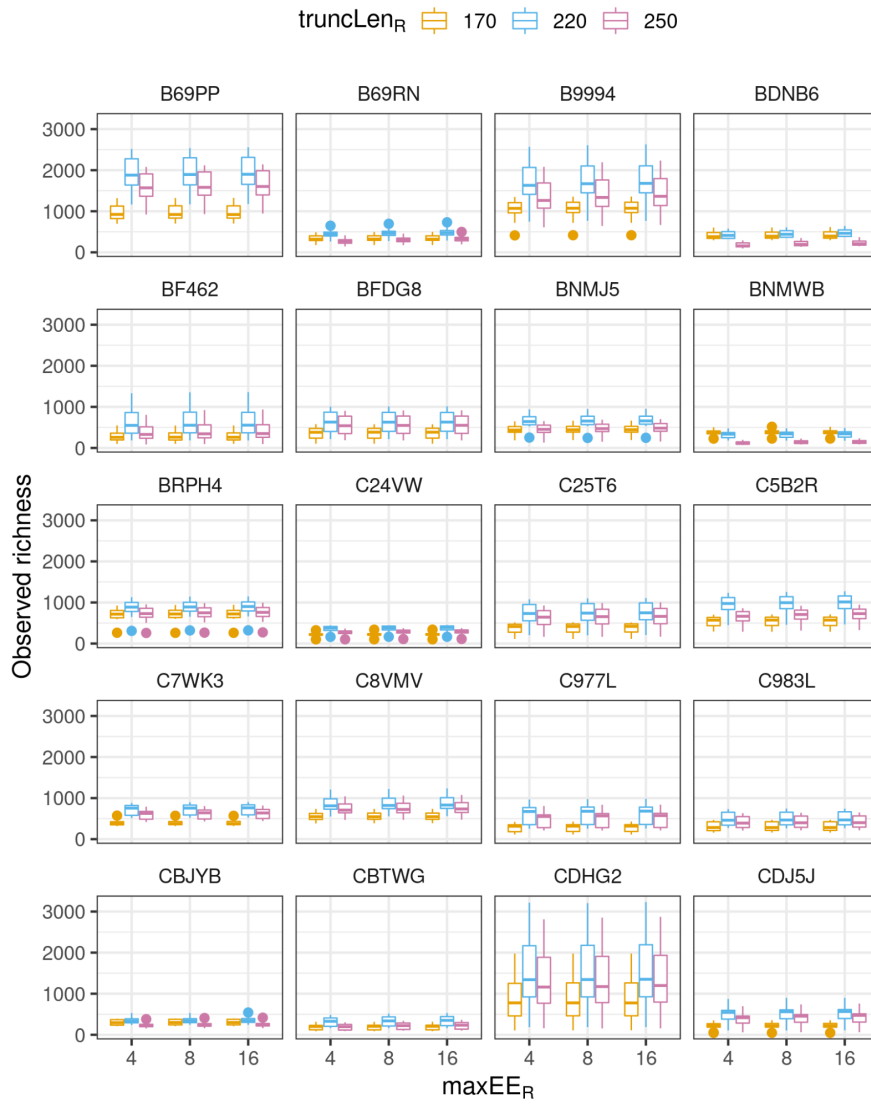 truncLen_R 170 220 250
B69PP B69RN B9994 BDNB6
3000
2000
1000
0
BF462 BFDG8 BNMJ5 BNMWB
3000
2000
1000
0
BRPH4 C24VW C25T6 C5B2R
3000
2000
1000
0
C7WK3 C8VMV C977L C983L
3000
2000
1000
0
CBJYB CBTWG CDHG2 CDJ5J
3000
2000
1000
0
Observed richness
4 8 16 4 8 16 4 8 16 4 8 16
maxEE_R